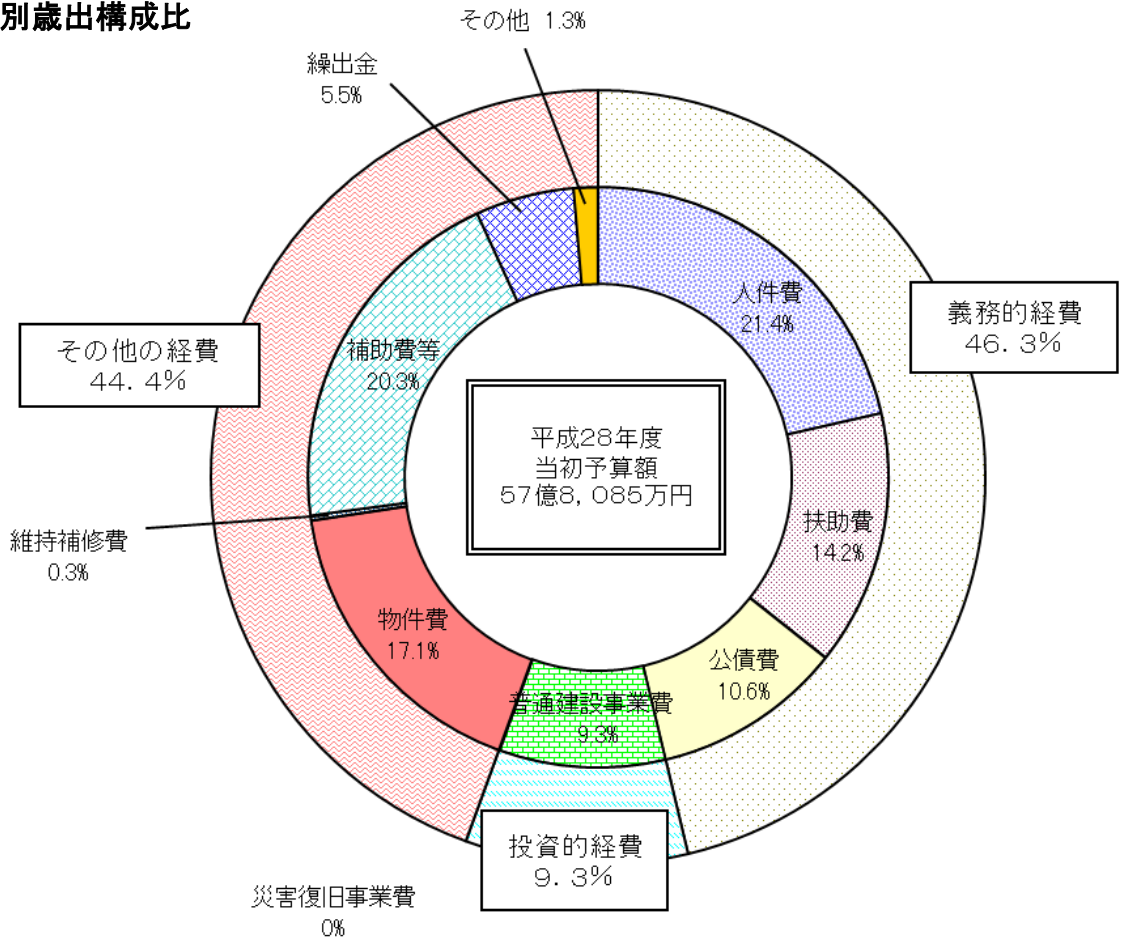 別歳出構成比
その他 1.3%
繰出金
5.5%
人件費
21.4%
義務的経費
46.3%
その他の経費
44.4%
補助費等
20.3%
平成28年度
当初予算額
57億8,085万円
扶助費
14.2%
維持補修費
0.3%
物件費
17.1%
公債費
10.6%
普通建設事業費
9.3%
投資的経費
9.3%
災害復旧事業費
0%